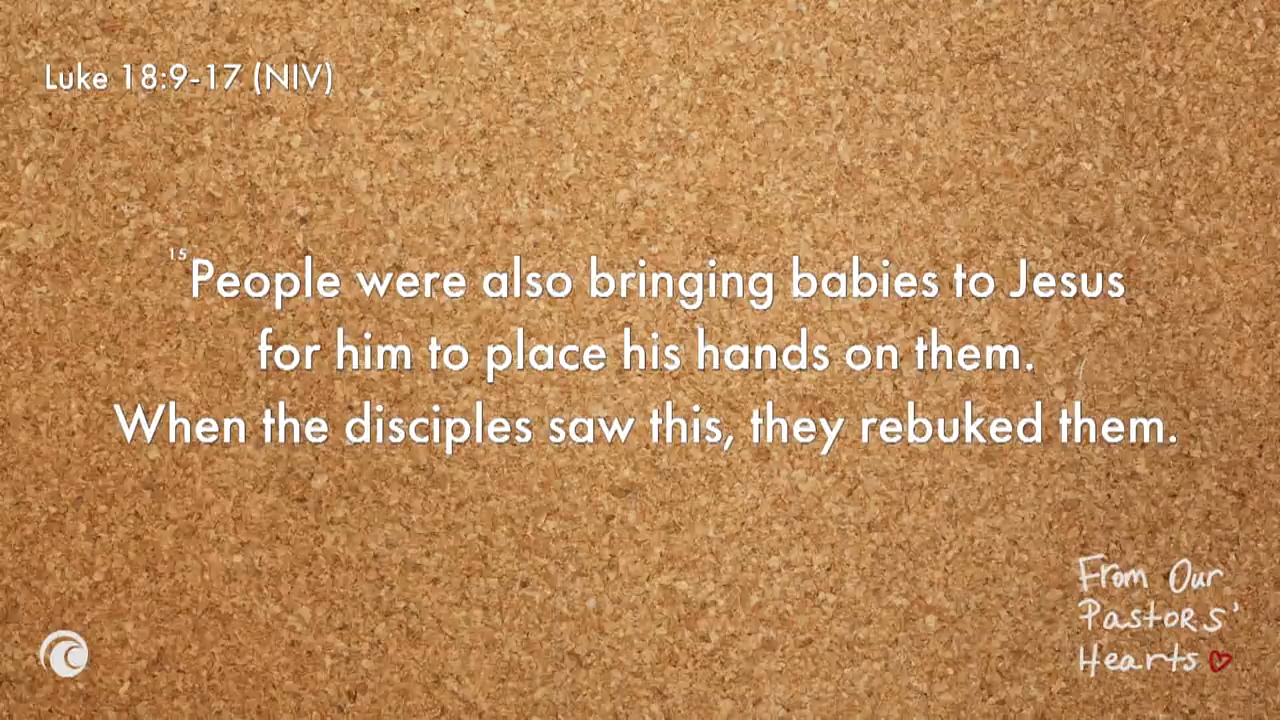 Luke 18:9-17 (NIV)
15People were also bringing babies to Jesus
for him to place his hands on them.
When the disciples saw this, they rebuked them.
From Our
Pastors'
Hearts